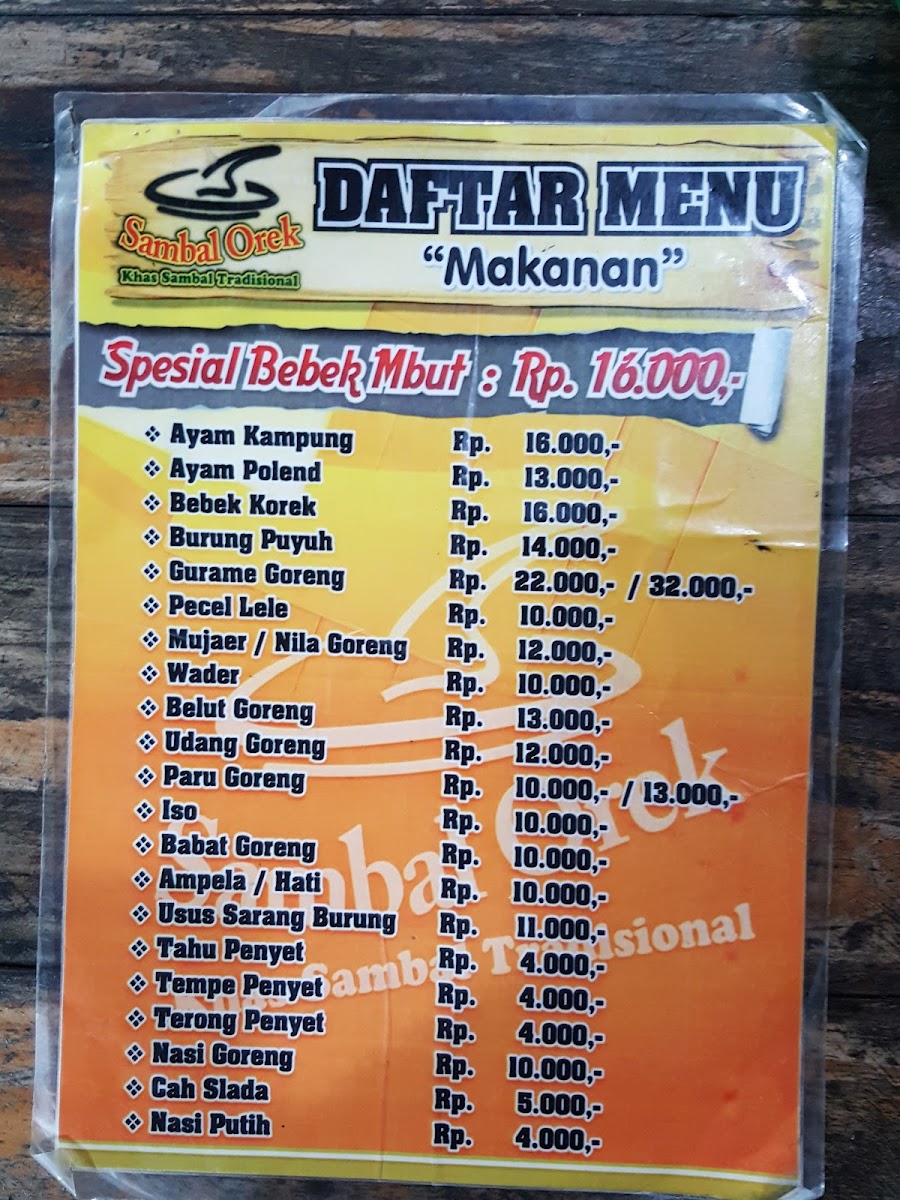 Sambal Orek
Khas Sambal Tradisional
DAFTAR MENU
"Makanan"
Spesial Bebek Mbut : Rp. 16.000,-
❖ Ayam Kampung Rp. 16.000,-
❖ Ayam Polend Rp. 13.000,-
❖ Bebek Korek Rp. 16.000,-
❖ Burung Puyuh Rp. 14.000,-
❖ Gurame Goreng Rp. 22.000,- / 32.000,-
❖ Pecel Lele Rp. 10.000,-
❖ Mujaer / Nila Goreng Rp. 12.000,-
❖ Wader Rp. 10.000,-
❖ Belut Goreng Rp. 13.000,-
❖ Udang Goreng Rp. 12.000,-
❖ Paru Goreng Rp. 10.000,- / 13.000,-
❖ Iso Rp. 10.000,-
❖ Babat Goreng Rp. 10.000,-
❖ Ampela / Hati Rp. 10.000,-
❖ Usus Sarang Burung Rp. 11.000,-
❖ Tahu Penyet Rp. 4.000,-
❖ Tempe Penyet Rp. 4.000,-
❖ Terong Penyet Rp. 4.000,-
❖ Nasi Goreng Rp. 10.000,-
❖ Cah Slada Rp. 5.000,-
❖ Nasi Putih Rp. 4.000,-
Sambal Orek
Khas Sambal Tradisional